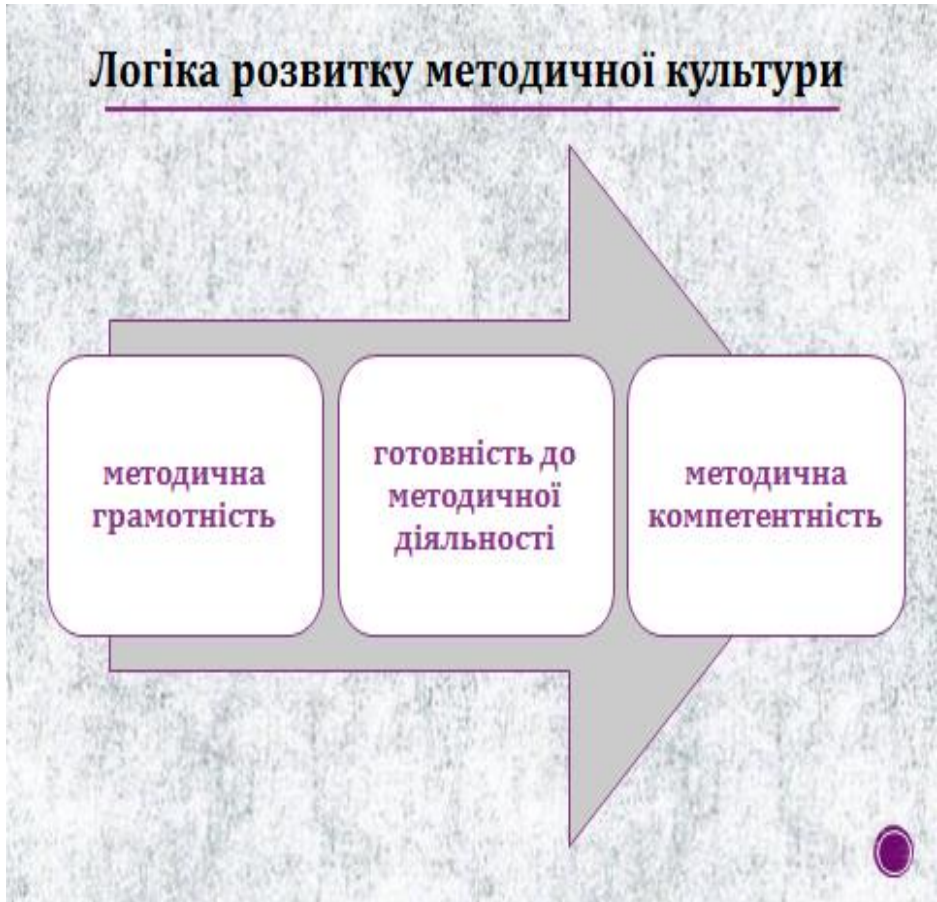 Логіка розвитку методичної культури
методична
грамотність
готовність до
методичної
діяльності
методична
компетентність